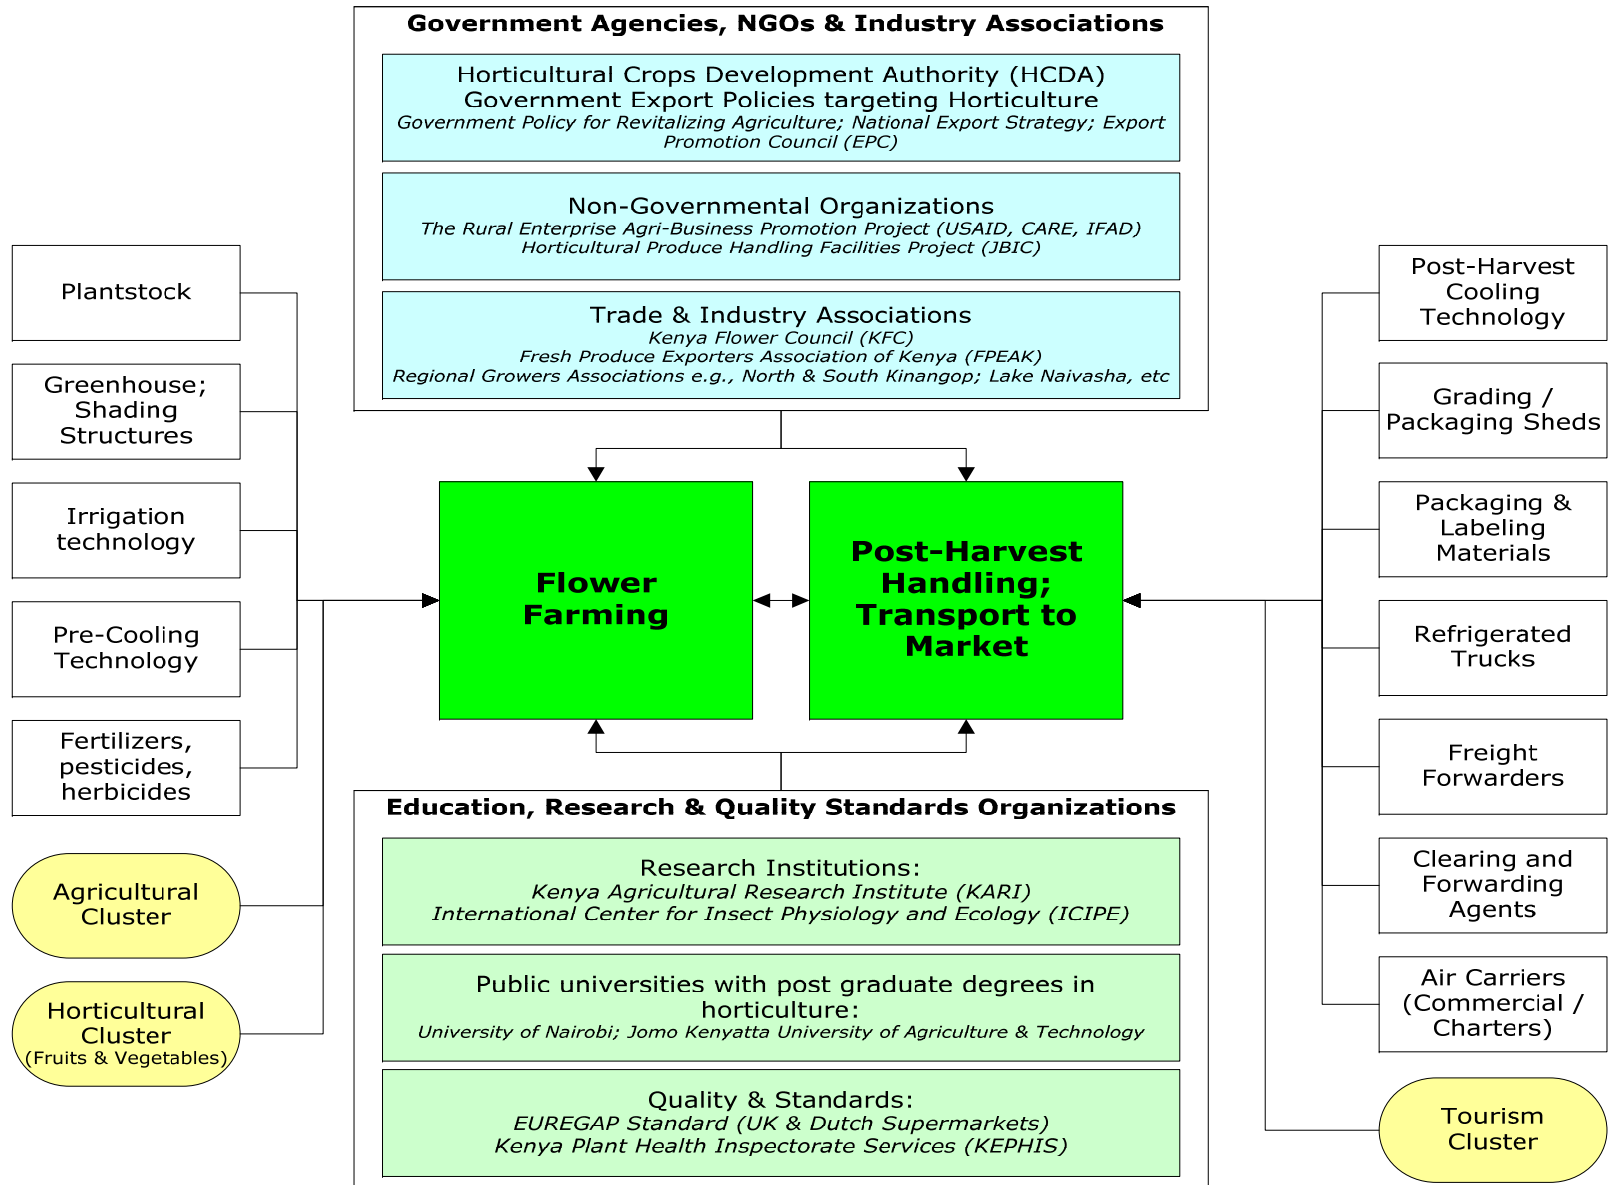 Government Agencies, NGOs & Industry Associations
Horticultural Crops Development Authority (HCDA)
Government Export Policies targeting Horticulture
Government Policy for Revitalizing Agriculture; National Export Strategy; Export
Promotion Council (EPC)
Non-Governmental Organizations
The Rural Enterprise Agri-Business Promotion Project (USAID, CARE, IFAD)
Horticultural Produce Handling Facilities Project (JBIC)
Trade & Industry Associations
Kenya Flower Council (KFC)
Fresh Produce Exporters Association of Kenya (FPEAK)
Regional Growers Associations e.g., North & South Kinangop; Lake Naivasha, etc
Plantstock
Greenhouse;
Shading
Structures
Irrigation
technology
Pre-Cooling
Technology
Fertilizers,
pesticides,
herbicides
Agricultural
Cluster
Horticultural
Cluster
(Fruits & Vegetables)
Flower
Farming
Post-Harvest
Handling;
Transport to
Market
Post-Harvest
Cooling
Technology
Grading /
Packaging Sheds
Packaging &
Labeling
Materials
Refrigerated
Trucks
Freight
Forwarders
Clearing and
Forwarding
Agents
Air Carriers
(Commercial /
Charters)
Tourism
Cluster
Education, Research & Quality Standards Organizations
Research Institutions:
Kenya Agricultural Research Institute (KARI)
International Center for Insect Physiology and Ecology (ICIPE)
Public universities with post graduate degrees in
horticulture:
University of Nairobi; Jomo Kenyatta University of Agriculture & Technology
Quality & Standards:
EUREGAP Standard (UK & Dutch Supermarkets)
Kenya Plant Health Inspectorate Services (KEPHIS)